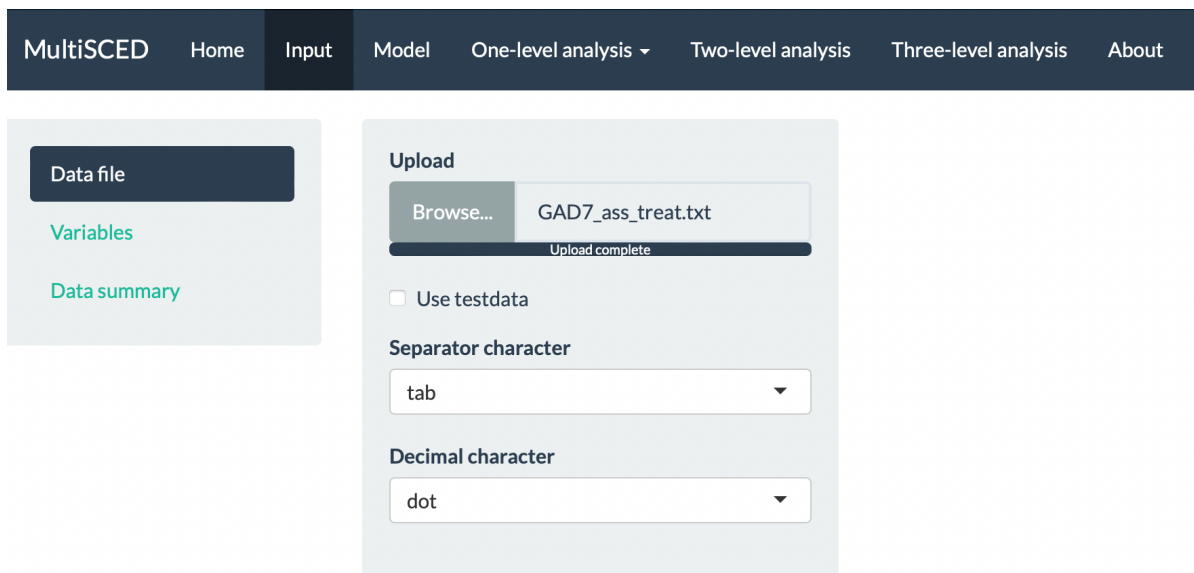 MultiSCED Home Input Model One-level analysis Two-level analysis Three-level analysis About
Data file
Variables
Data summary
Upload
Browse... GAD7_ass_treat.txt
Upload complete
Use testdata
Separator character
tab
Decimal character
dot